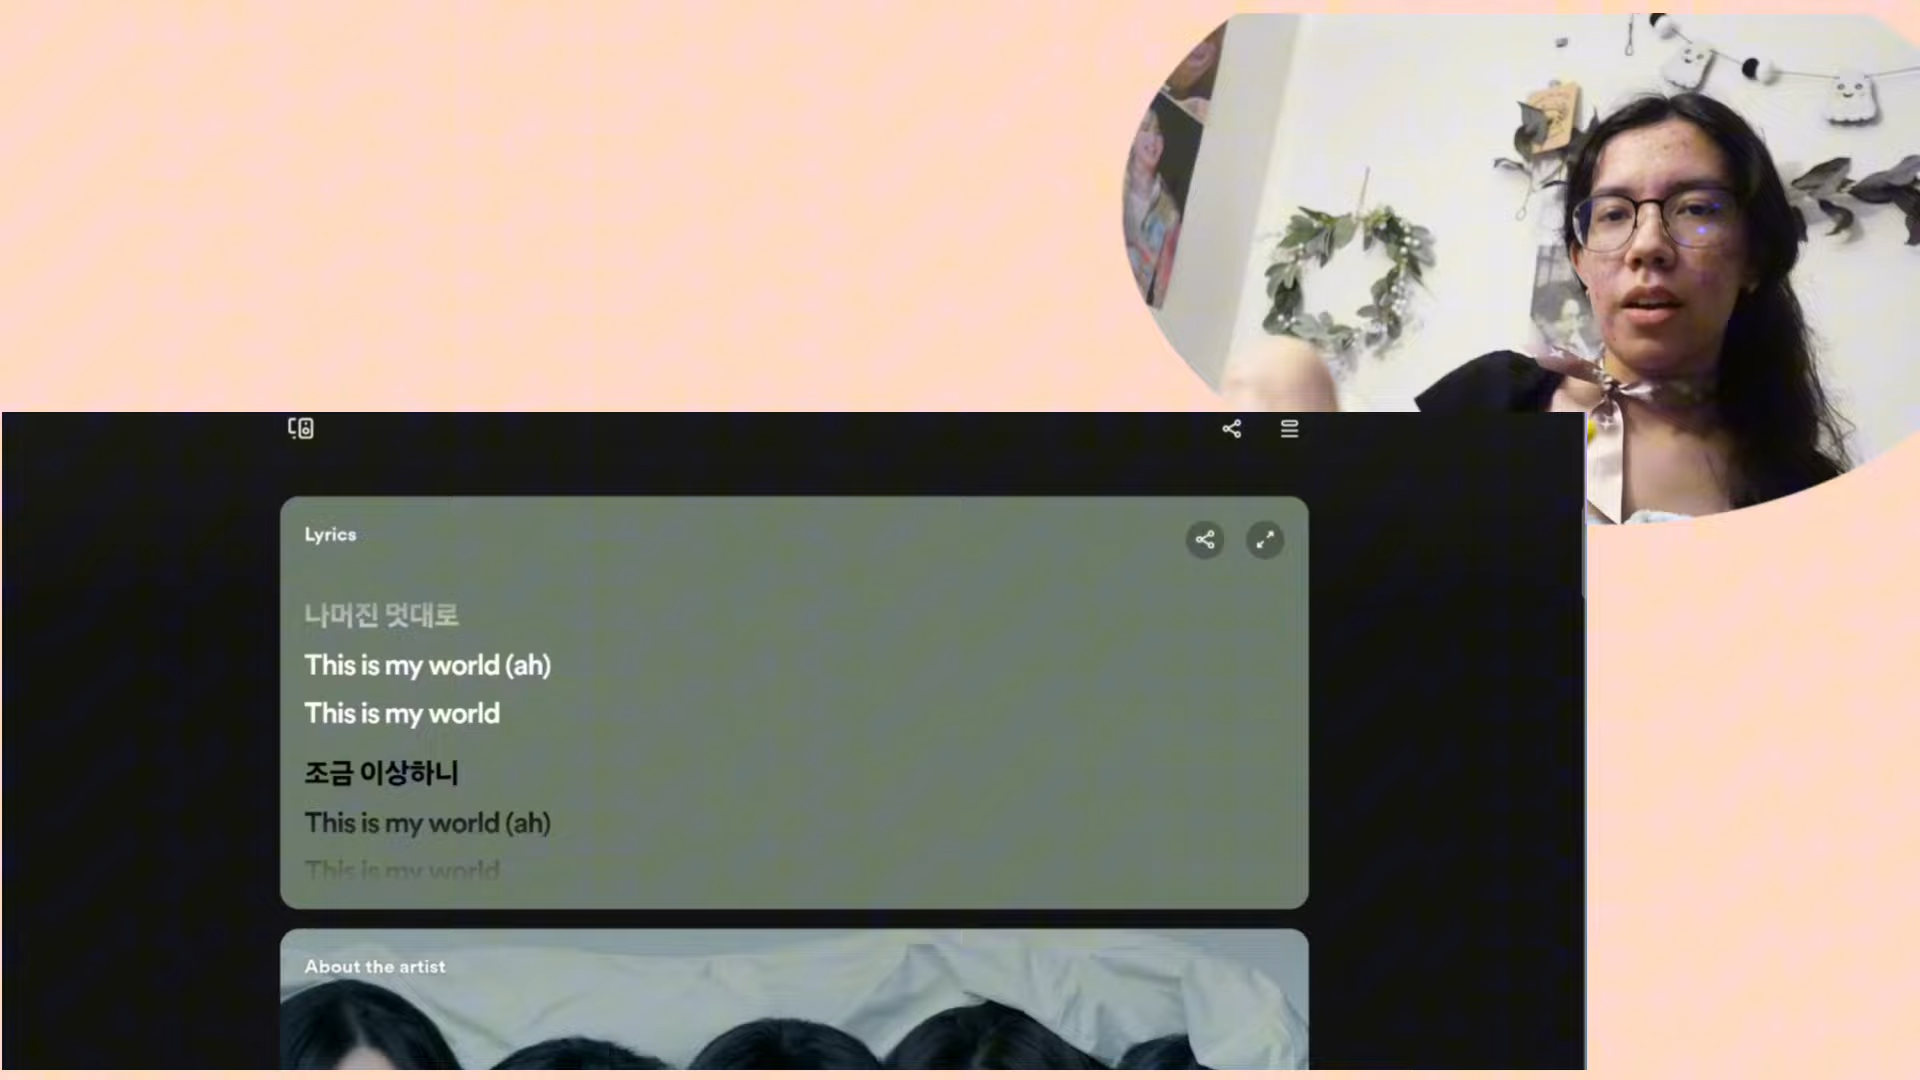 Lyrics
나머진 멋대로
This is my world (ah)
This is my world
조금 이상하니
This is my world (ah)
This is my world
About the artist